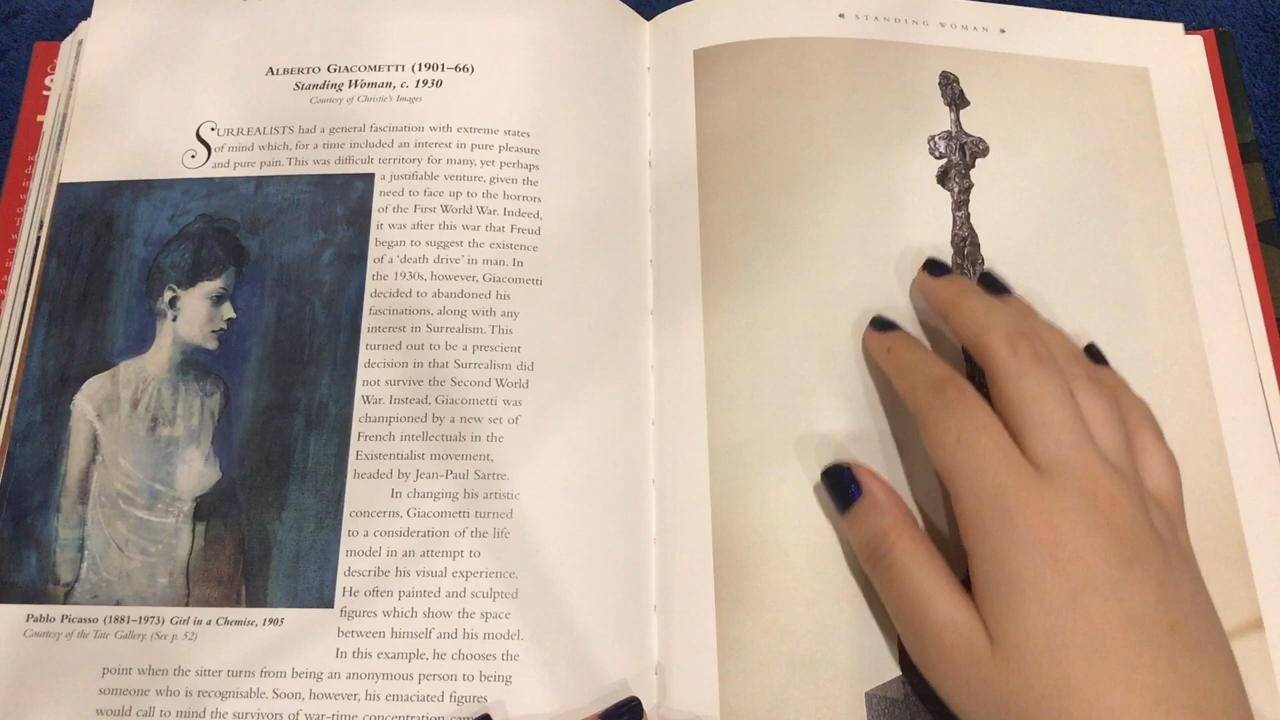 ALBERTO GIACOMETTI (1901–66)
Standing Woman, c. 1930
Courtesy of Christie's Images
SURREALISTS had a general fascination with extreme states
of mind which, for a time included an interest in pure pleasure
and pure pain. This was difficult territory for many, yet perhaps
a justifiable venture, given the
need to face up to the horrors
of the First World War. Indeed,
it was after this war that Freud
began to suggest the existence
of a 'death drive' in man. In
the 1930s, however, Giacometti
decided to abandoned his
fascinations, along with any
interest in Surrealism. This
turned out to be a prescient
decision in that Surrealism did
not survive the Second World
War. Instead, Giacometti was
championed by a new set of
French intellectuals in the
Existentialist movement,
headed by Jean-Paul Sartre.
In changing his artistic
concerns, Giacometti turned
to a consideration of the life
model in an attempt to
describe his visual experience.
He often painted and sculpted
figures which show the space
between himself and his model.
In this example, he chooses the
point when the sitter turns from being an anonymous person to being
someone who is recognisable. Soon, however, his emaciated figures
would call to mind the survivors of war-time concentration
Pablo Picasso (1881–1973) Girl in a Chemise, 1905
Courtesy of the Tate Gallery. (See p. 52)
STANDING WOMAN